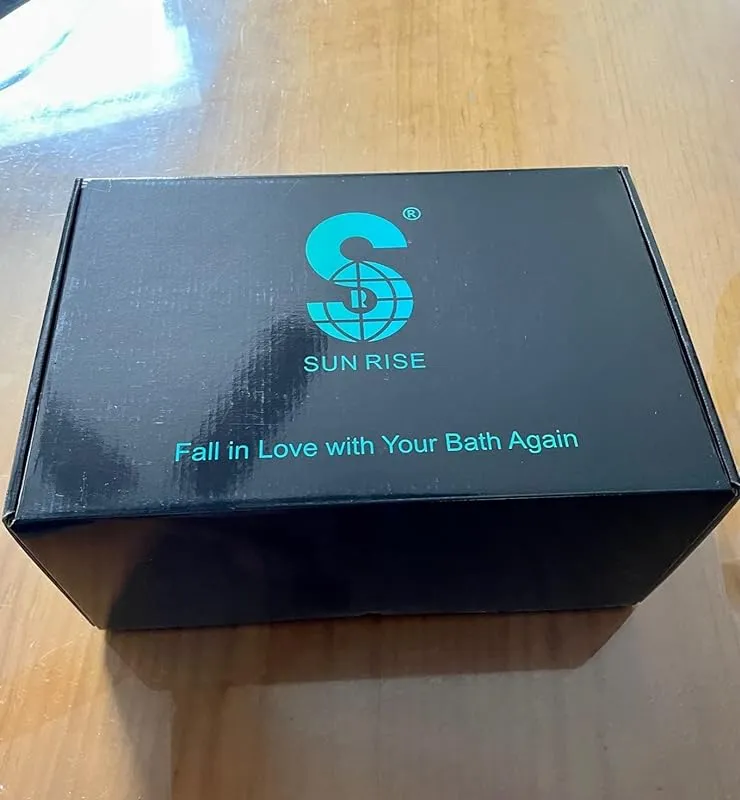 S®
R
SUN RISE
Fall in Love with Your Bath Again